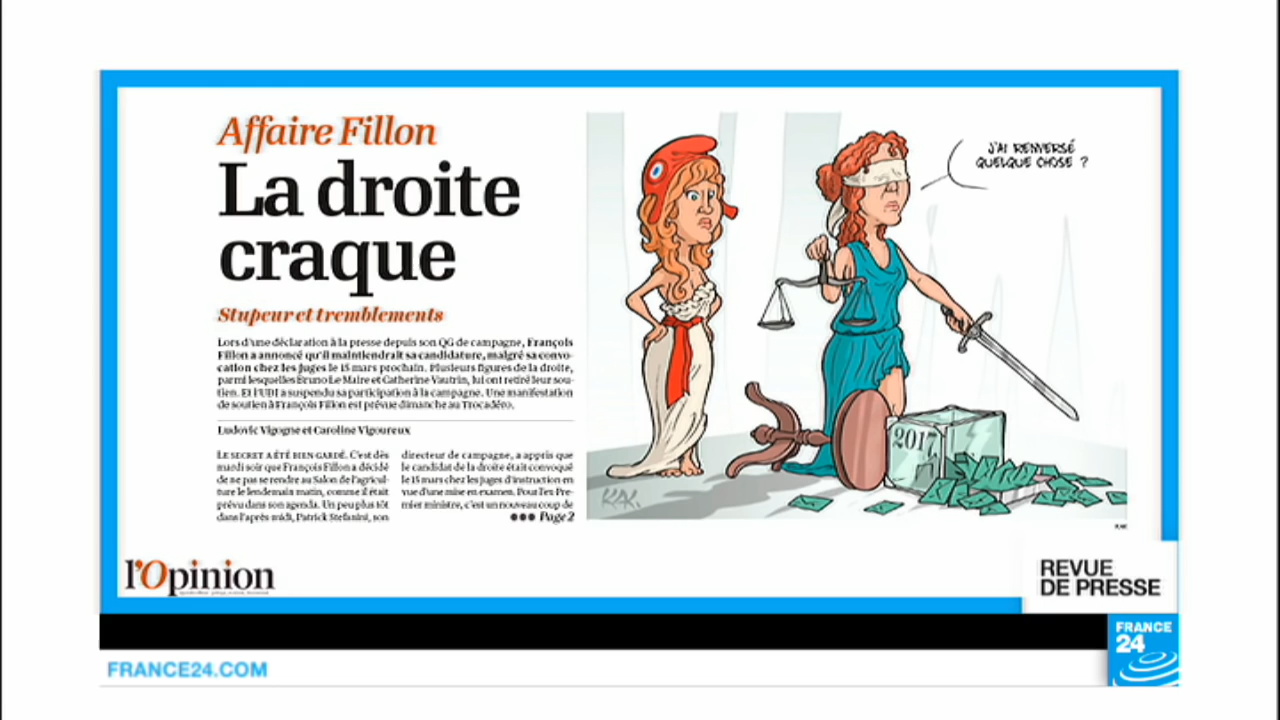 Affaire Fillon
La droite
craque
Stupeur et tremblements
Lors d'une déclaration à la presse depuis son QG de campagne, François
Fillon a annoncé qu'il maintiendrait sa candidature, malgré sa convo-
cation chez les juges le 15 mars prochain. Plusieurs figures de la droite,
parmi lesquelles Bruno Le Maire et Catherine Vautrin, lui ont retiré leur sou-
tien. Et l'UDI a suspendu sa participation à la campagne. Une manifestation
de soutien à François Fillon est prévue dimanche au Trocadéro.
Ludovic Vigogne et Caroline Vigoureux
LE SECRET A ÉTÉ BIEN GARDÉ. C'est dès
mardi soir que François Fillon a décidé
de ne pas se rendre au Salon de l'agricul-
ture le lendemain matin, comme il était
prévu dans son agenda. Un peu plus tôt
dans l'après-midi, Patrick Stefanini, son
directeur de campagne, a appris que
le candidat de la droite était convoqué
le 15 mars chez les juges d'instruction en
vue d'une mise en examen. Pour l'ex-Pre-
mier ministre, c'est un nouveau coup de
Page 2
J'AI RENVERSÉ
QUELQUE CHOSE ?
2017
KAK
l'Opinion
REVUE
DE PRESSE
FRANCE
24
FRANCE24.COM